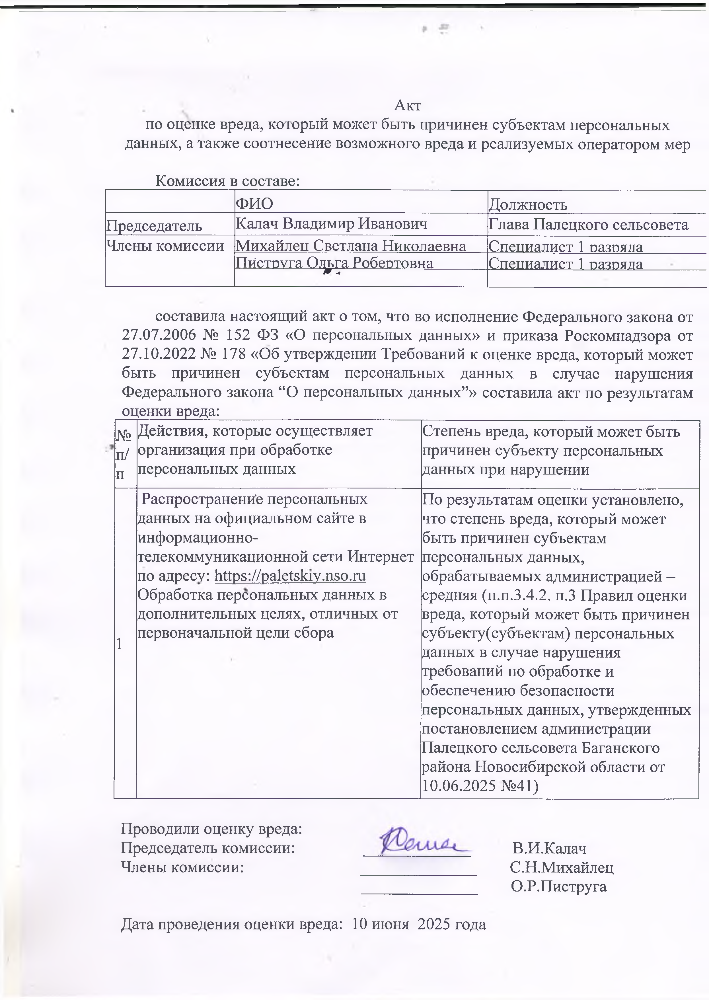 Акт
по оценке вреда, который может быть причинен субъектам персональных
данных, а также соотнесение возможного вреда и реализуемых оператором мер
Комиссия в составе:
ФИО Должность
Председатель Калач Владимир Иванович Глава Палецкого сельсовета
Члены комиссии Михайлец Светлана Николаевна Специалист 1 разряда
Пиструга Ольга Робертовна Специалист 1 разряда
составила настоящий акт о том, что во исполнение Федерального закона от
27.07.2006 № 152 ФЗ «О персональных данных» и приказа Роскомнадзора от
27.10.2022 № 178 «Об утверждении Требований к оценке вреда, который может
быть причинен субъектам персональных данных в случае нарушения
Федерального закона “О персональных данных”» составила акт по результатам
оценки вреда:
№
п/
п
Действия, которые осуществляет
организация при обработке
персональных данных
Степень вреда, который может быть
причинен субъекту персональных
данных при нарушении
1
Распространение персональных
данных на официальном сайте в
информационно-
телекоммуникационной сети Интернет
по адресу: https://paletskiy.nso.ru
Обработка персональных данных в
дополнительных целях, отличных от
первоначальной цели сбора
По результатам оценки установлено,
что степень вреда, который может
быть причинен субъектам
персональных данных,
обрабатываемых администрацией –
средняя (п.п.3.4.2. п.3 Правил оценки
вреда, который может быть причинен
субъекту(субъектам) персональных
данных в случае нарушения
требований по обработке и
обеспечению безопасности
персональных данных, утвержденных
постановлением администрации
Палецкого сельсовета Баганского
района Новосибирской области от
10.06.2025 №41)
Проводили оценку вреда:
Председатель комиссии: В.И.Калач
Члены комиссии: С.Н.Михайлец
О.Р.Пиструга
Дата проведения оценки вреда: 10 июня 2025 года